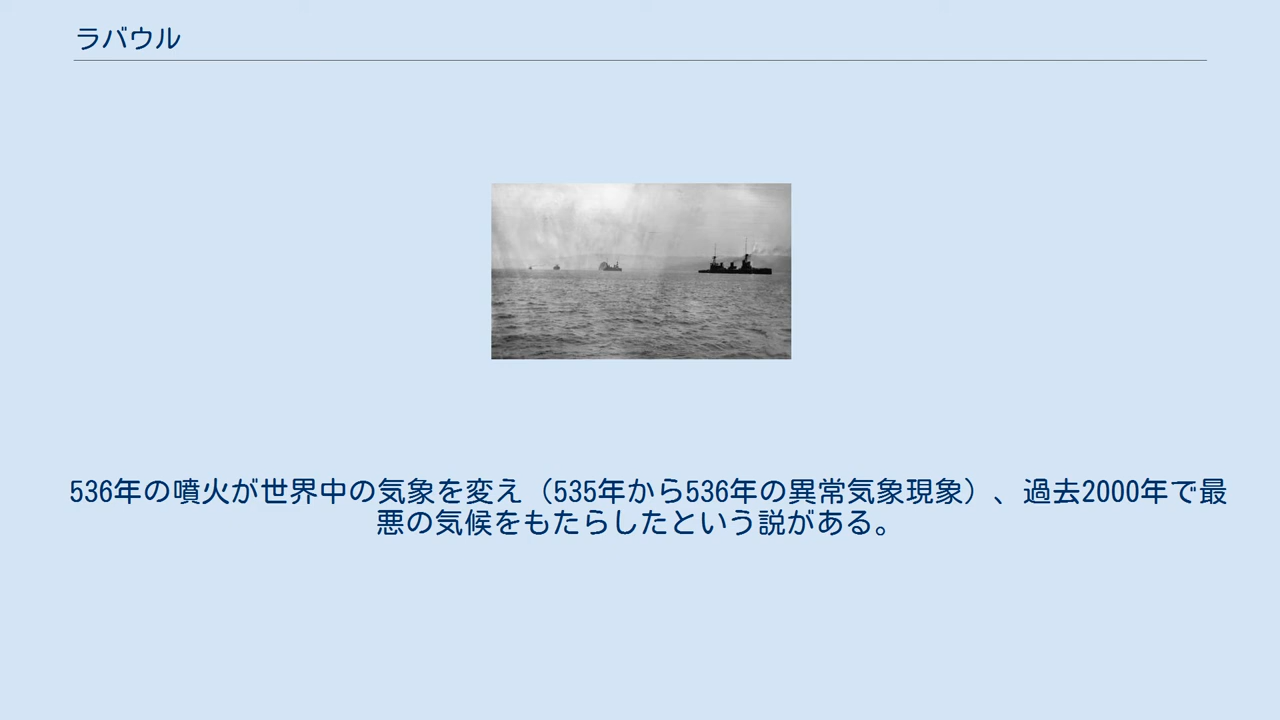 ラバウル
536年の噴火が世界中の気象を変え（535年から536年の異常気象現象）、過去2000年で最
悪の気候をもたらしたという説がある。